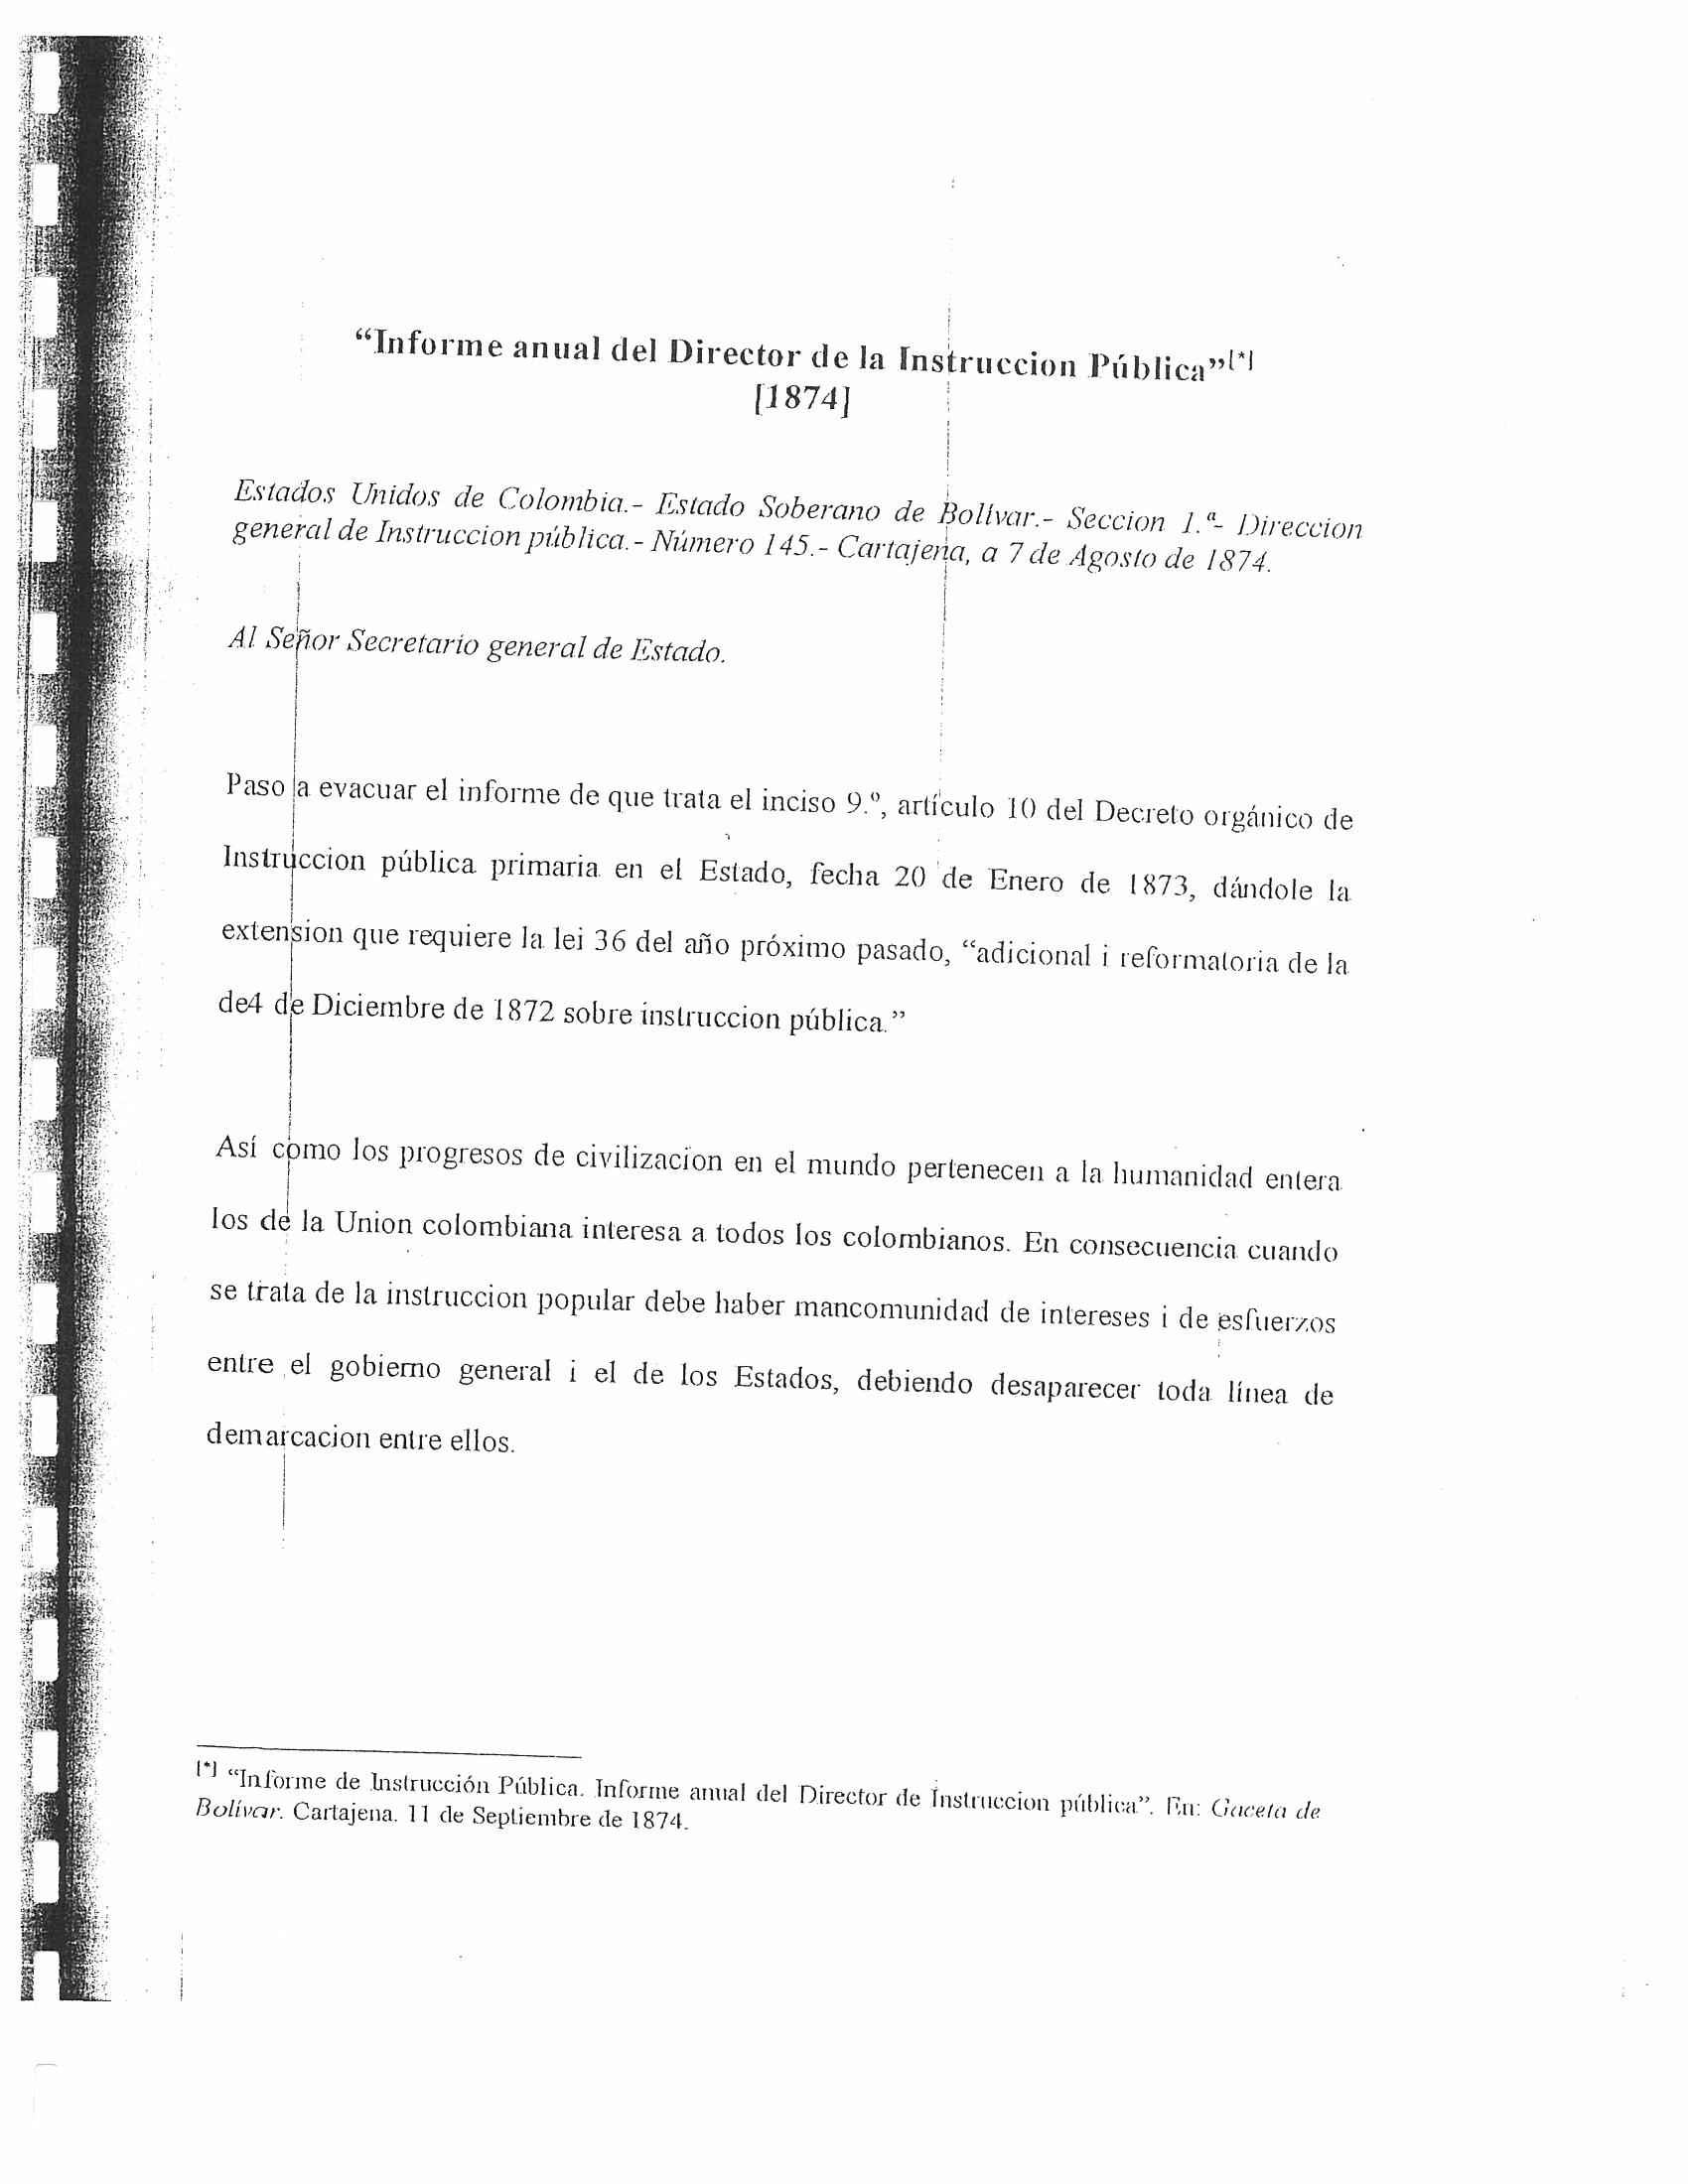 “Informe anual del Director de la Instruccion Pública”[*]
[1874]
Estados Unidos de Colombia.- Estado Soberano de Bolívar.- Seccion 1.ª- Direccion
general de Instruccion pública.- Número 145.- Cartajena, a 7 de Agosto de 1874.
Al Señor Secretario general de Estado.
Paso a evacuar el informe de que trata el inciso 9.º, artículo 10 del Decreto orgánico de
Instruccion pública primaria en el Estado, fecha 20 de Enero de 1873, dándole la
extension que requiere la lei 36 del año próximo pasado, “adicional i reformatoria de la
de4 de Diciembre de 1872 sobre instruccion pública.”
Así como los progresos de civilizacion en el mundo pertenecen a la humanidad entera
los de la Union colombiana interesa a todos los colombianos. En consecuencia cuando
se trata de la instruccion popular debe haber mancomunidad de intereses i de esfuerzos
entre el gobierno general i el de los Estados, debiendo desaparecer toda línea de
demarcacion entre ellos.
[*] “Informe de Instrucción Pública. Informe anual del Director de Instruccion pública”. En: Gaceta de
Bolívar. Cartajena. 11 de Septiembre de 1874.